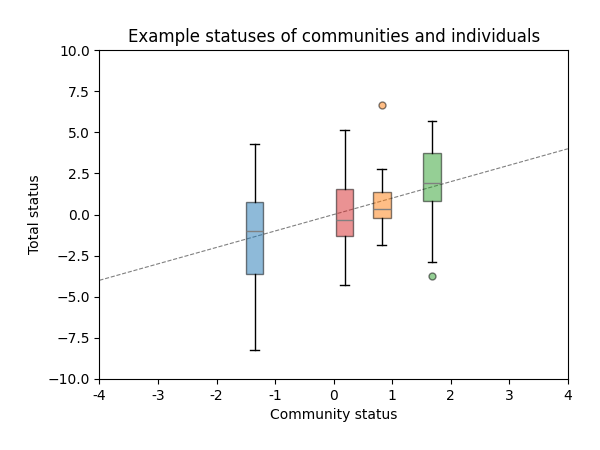 Example statuses of communities and individuals
10.0
7.5
5.0
2.5
0.0
−2.5
−5.0
−7.5
−10.0
Total status
-4 -3 -2 -1 0 1 2 3 4
Community status